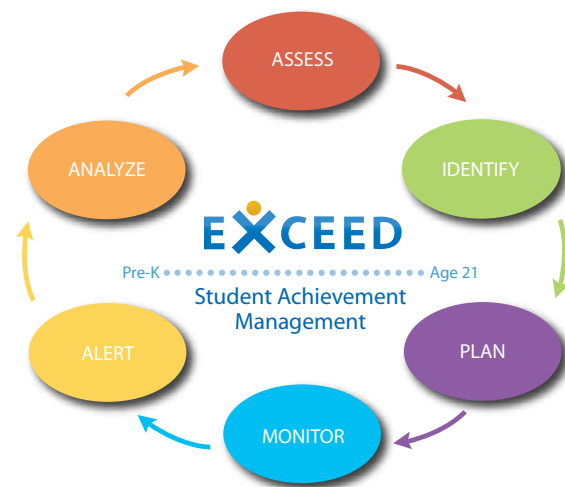 ASSESS
ANALYZE
IDENTIFY
EXCEED
Pre-K Age 21
Student Achievement
Management
ALERT
PLAN
MONITOR